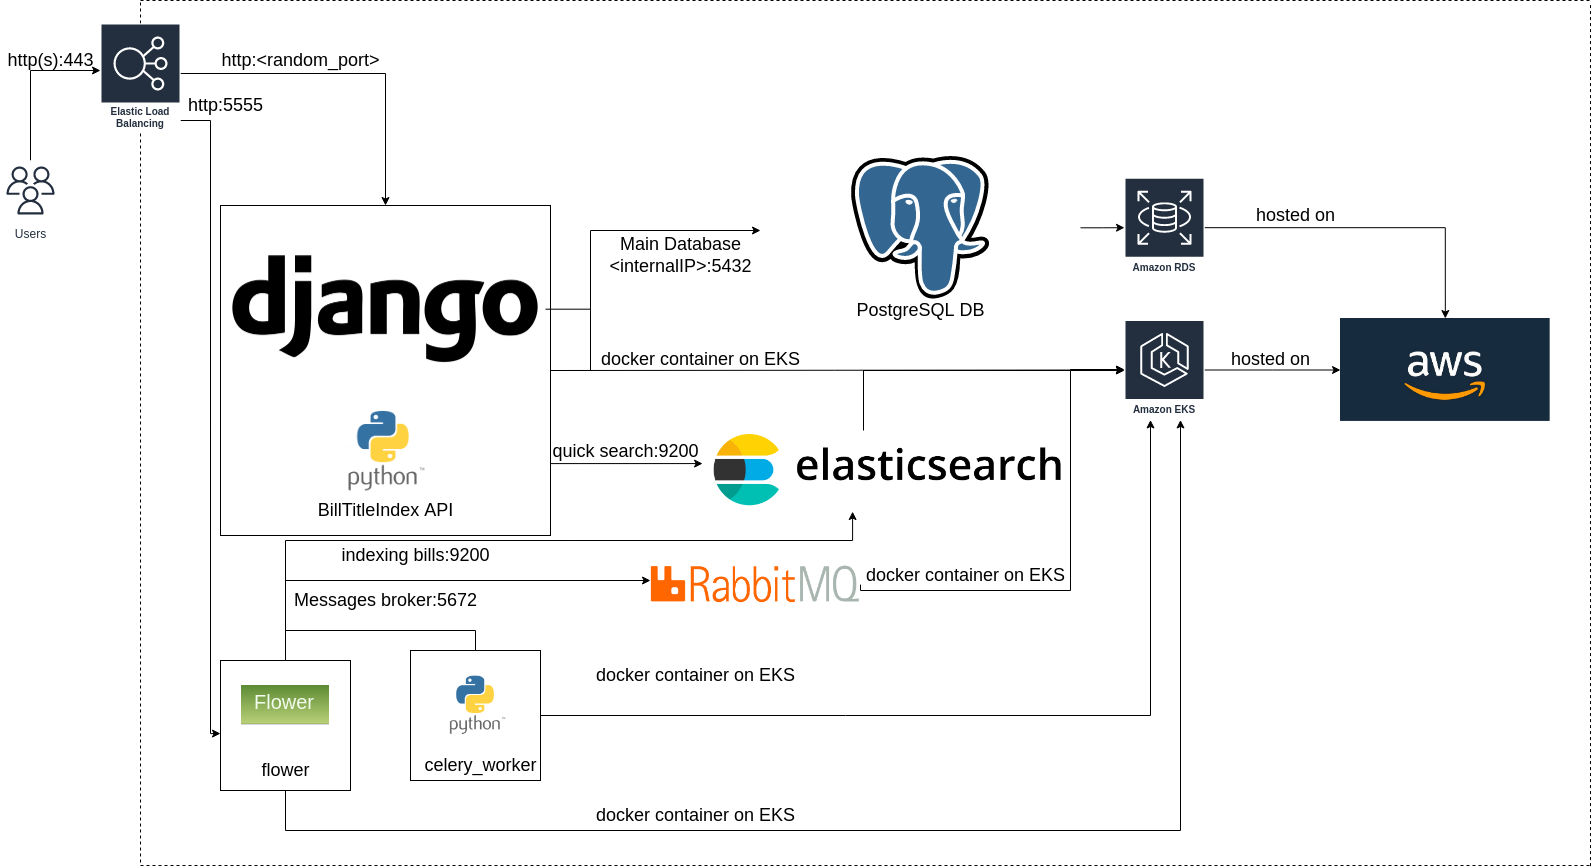 http(s):443
http:<random_port>
Elastic Load
Balancing
http:5555
Users
Main Database
<internalIP>:5432
PostgreSQL DB
Amazon RDS
hosted on
django
docker container on EKS
Amazon EKS
hosted on
aws
python™
BillTitleIndex API
quick search:9200
elasticsearch
indexing bills:9200
Messages broker:5672
RabbitMQ
docker container on EKS
Flower
flower
python™
celery_worker
docker container on EKS
docker container on EKS